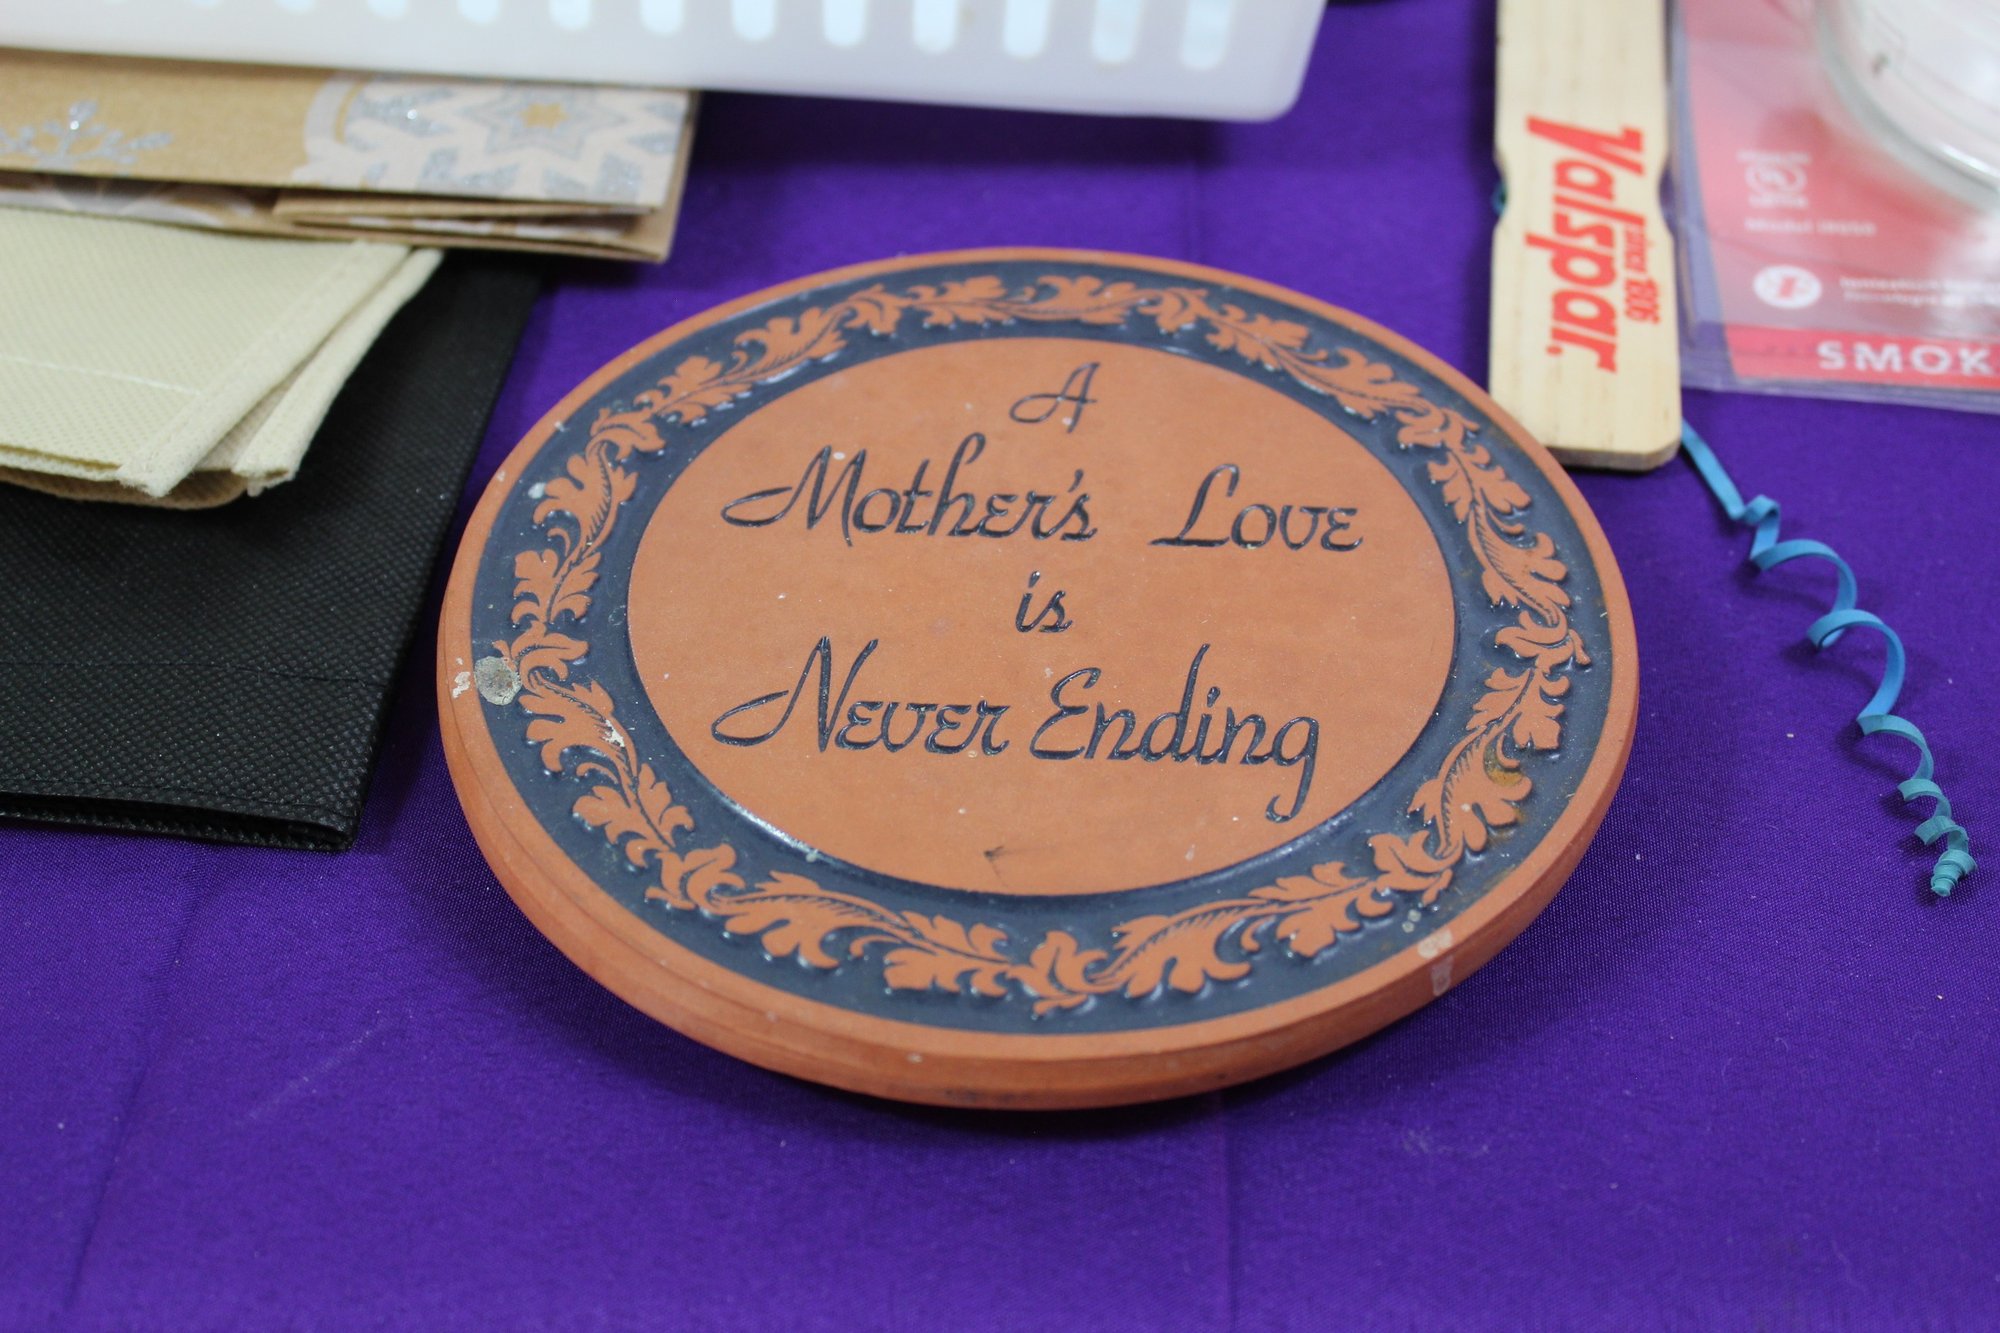 A
Mother's Love
is
Never Ending
Valspar
since 1806
SMOK